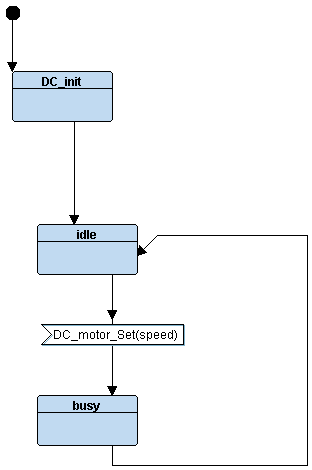 DC_init
idle
DC_motor_Set(speed)
busy